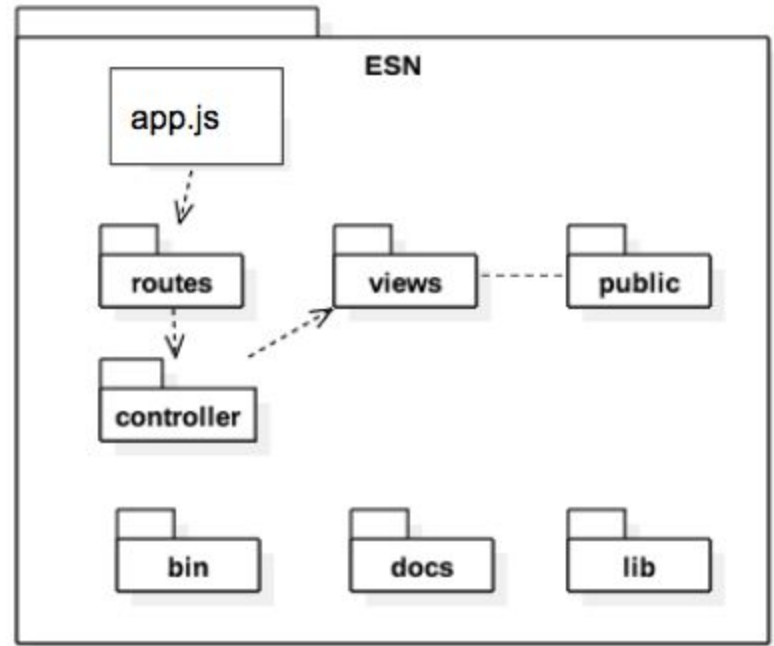 ESN
app.js
routes
views
public
controller
bin
docs
lib